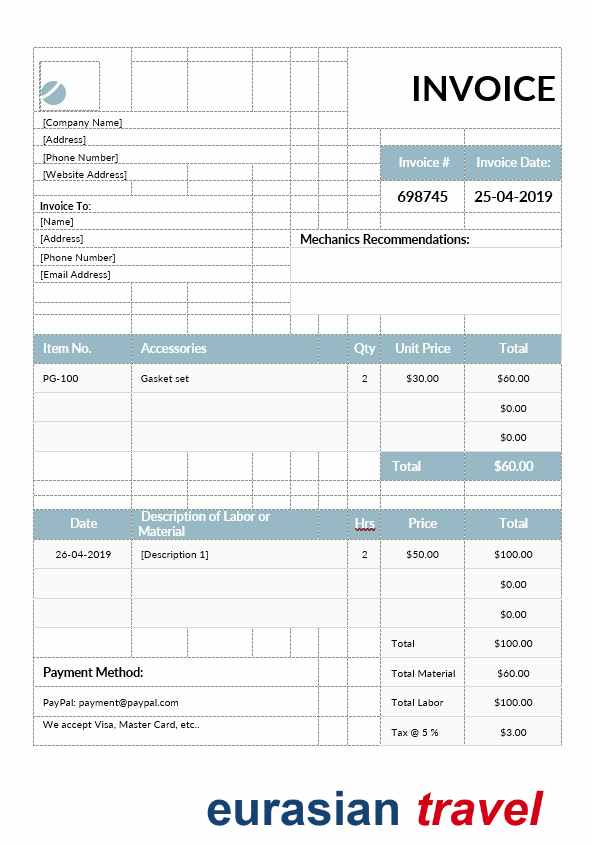 INVOICE
[Company Name]
[Address]
[Phone Number]
[Website Address]
Invoice # Invoice Date:
698745 25-04-2019
Invoice To:
[Name]
[Address]
[Phone Number]
[Email Address]
Mechanics Recommendations:
Item No. Accessories Qty Unit Price Total
PG-100 Gasket set 2 $30.00 $60.00
$0.00
$0.00
Total $60.00
Date Description of Labor or Material Hrs Price Total
26-04-2019 [Description 1] 2 $50.00 $100.00
$0.00
$0.00
Total $100.00
Payment Method: Total Material $60.00
PayPal: payment@paypal.com Total Labor $100.00
We accept Visa, Master Card, etc..
Tax @ 5 % $3.00
eurasian travel